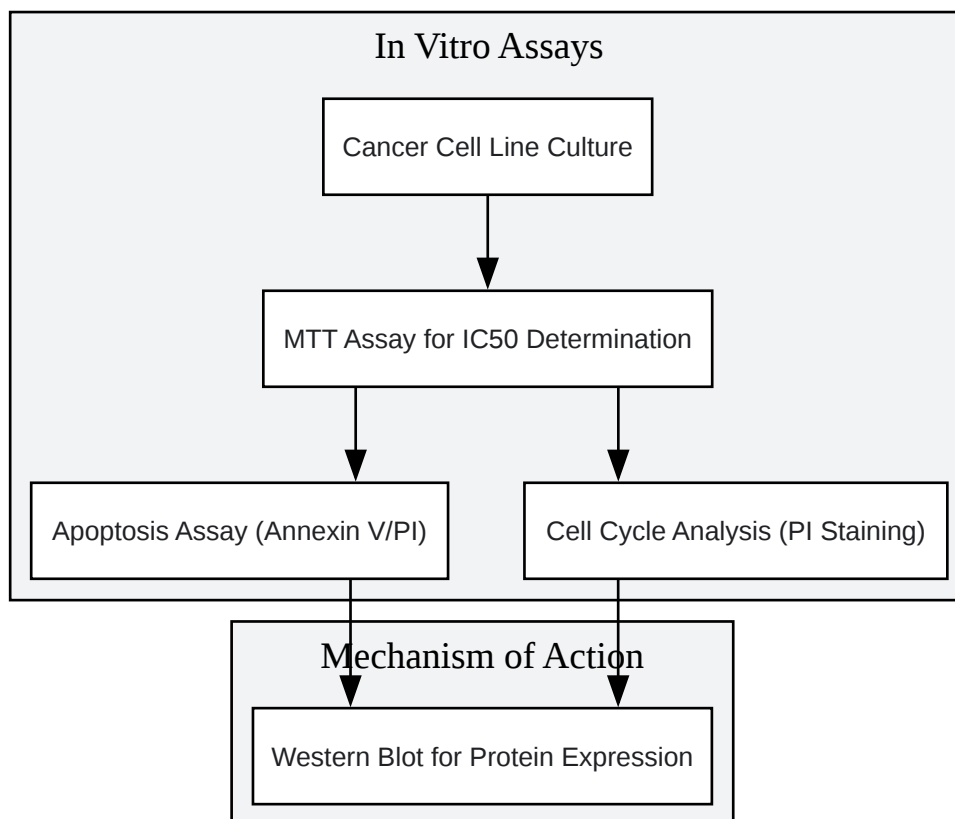 In Vitro Assays
Cancer Cell Line Culture
MTT Assay for IC50 Determination
Apoptosis Assay (Annexin V/PI)
Cell Cycle Analysis (PI Staining)
Mechanism of Action
Western Blot for Protein Expression